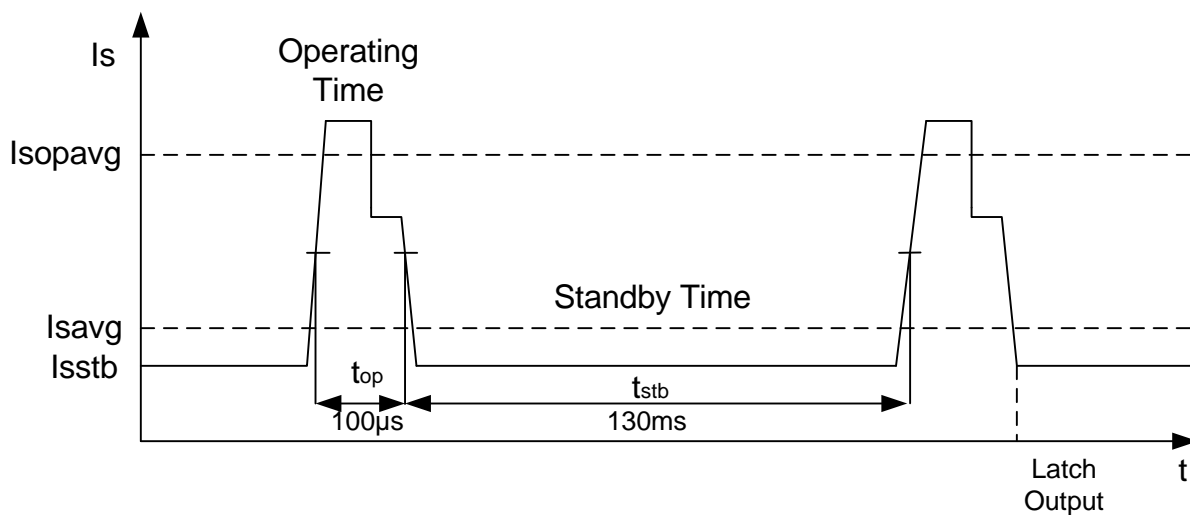 Is
Operating
Time
Isopavg
Standby Time
Isavg
Isstb
top
tstb
100µs
130ms
Latch
Output
t